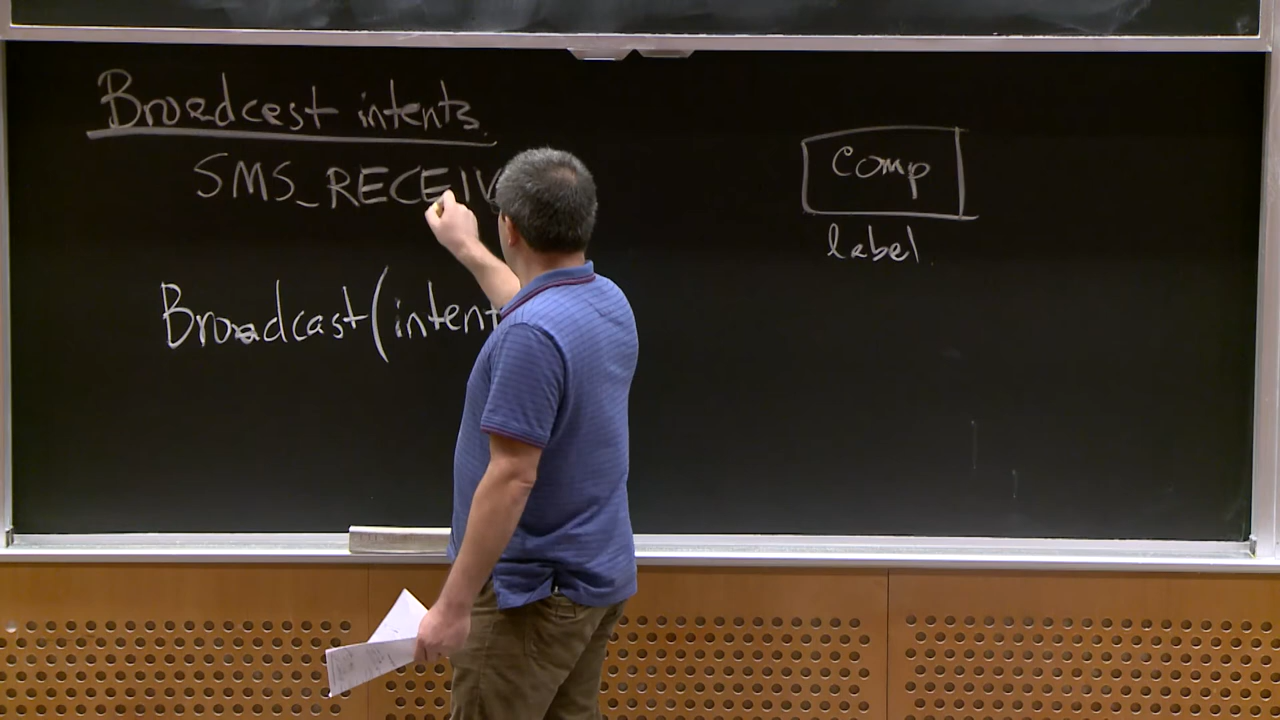 Broadcast intents.
SMS_RECEIV
Broadcast(intent
Comp
label.